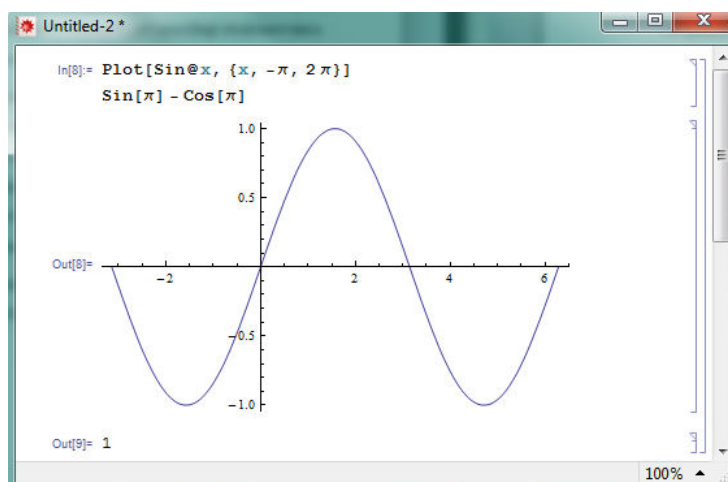 Untitled-2 *
In[8]:= Plot[Sin@x, {x, -π, 2 π}]
Sin[π] - Cos[π]
1.0
0.5
Out[8]=
-2
2
4
6
-0.5
-1.0
Out[9]= 1
100%